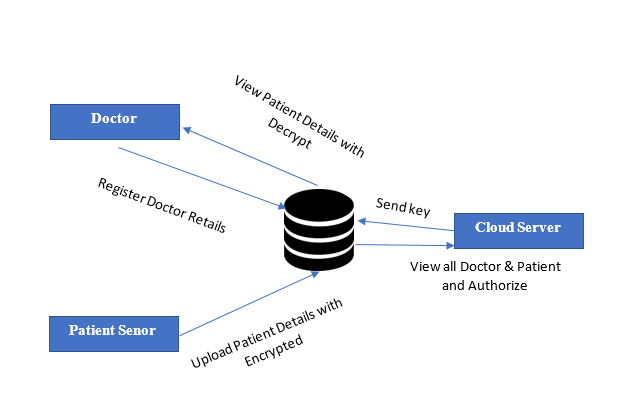 View Patient Details with
Decrypt
Doctor
Register Doctor Retails
Send key
Cloud Server
View all Doctor & Patient
and Authorize
Patient Senor
Upload Patient Details with
Encrypted